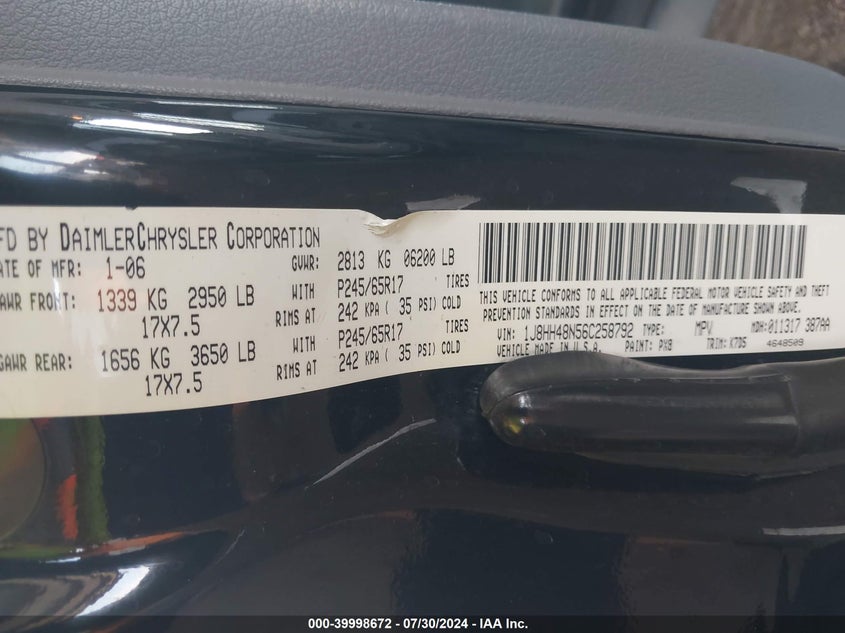 MFD BY DAIMLERCHRYSLER CORPORATION
DATE OF MFR: 1-06 GVWR: 2813 KG 06200 LB
GAWR FRONT: 1339 KG 2950 LB WITH P245/65R17 TIRES
17X7.5 RIMS AT 242 KPA ( 35 PSI) COLD
GAWR REAR: 1656 KG 3650 LB WITH P245/65R17 TIRES
17X7.5 RIMS AT 242 KPA ( 35 PSI) COLD
THIS VEHICLE CONFORMS TO ALL APPLICABLE FEDERAL MOTOR VEHICLE SAFETY AND THEFT
PREVENTION STANDARDS IN EFFECT ON THE DATE OF MANUFACTURE SHOWN ABOVE.
VIN: 1J8HH48N56C258792 TYPE: MPV MDH:011317 387AA
VEHICLE MADE IN U.S.A. PAINT: PXB TRIM: K7D5 4648509
000-39998672 / 07/30/2024 - IAA Inc.